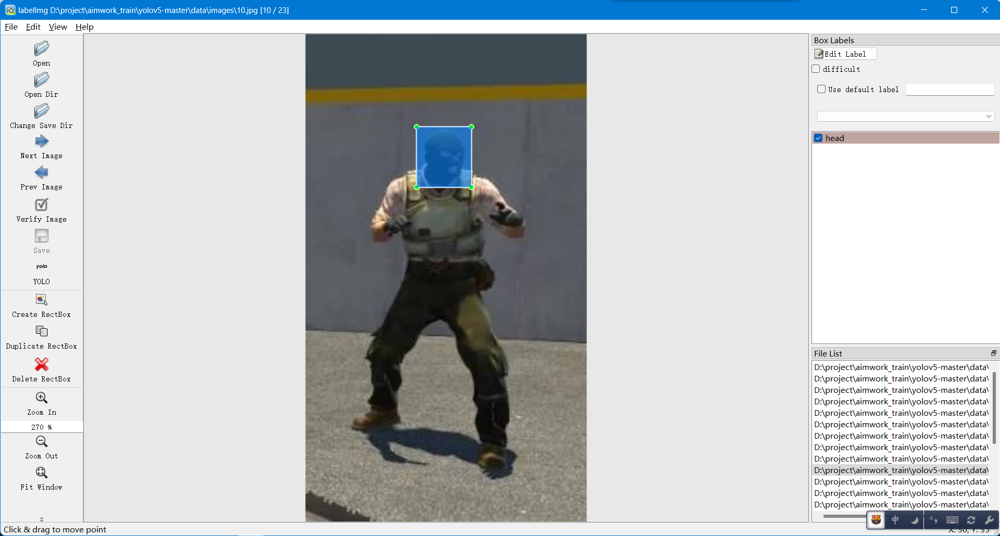 labelImg D:\project\aimwork_train\yolov5-master\data\images\10.jpg [10 / 23]
File Edit View Help
Open
Open Dir
Change Save Dir
Next Image
Prev Image
Verify Image
Save
yolo
YOLO
Create RectBox
Duplicate RectBox
Delete RectBox
Zoom In
270 %
Zoom Out
Fit Window
Box Labels
Edit Label
difficult
Use default label
head
File List
D:\project\aimwork_train\yolov5-master\data\
D:\project\aimwork_train\yolov5-master\data\
D:\project\aimwork_train\yolov5-master\data\
D:\project\aimwork_train\yolov5-master\data\
D:\project\aimwork_train\yolov5-master\data\
D:\project\aimwork_train\yolov5-master\data\
D:\project\aimwork_train\yolov5-master\data\
D:\project\aimwork_train\yolov5-master\data\
D:\project\aimwork_train\yolov5-master\data\
D:\project\aimwork_train\yolov5-master\data\
D:\project\aimwork_train\yolov5-master\data\
D:\project\aimwork_train\yolov5-master\data\
D:\project\aimwork_train\yolov5-master\data\
中
Click & drag to move point
X: 30, Y: 35